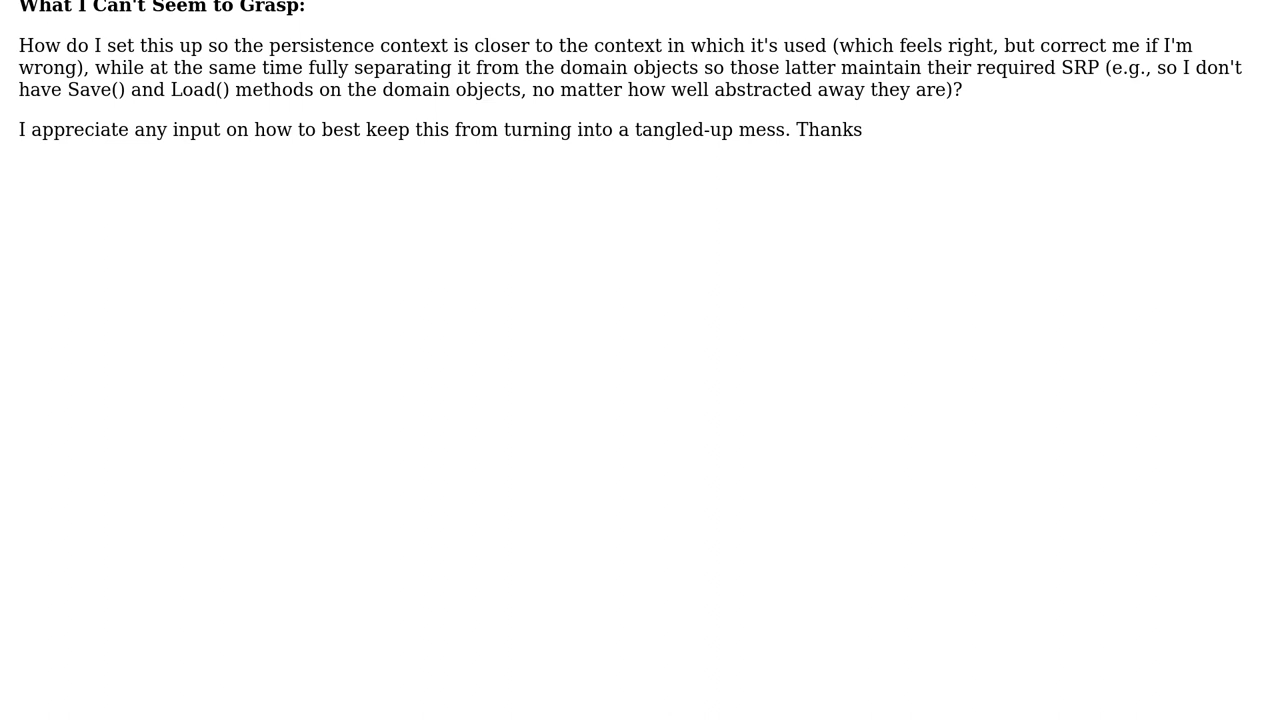 What I Can't Seem to Grasp:
How do I set this up so the persistence context is closer to the context in which it's used (which feels right, but correct me if I'm
wrong), while at the same time fully separating it from the domain objects so those latter maintain their required SRP (e.g., so I don't
have Save() and Load() methods on the domain objects, no matter how well abstracted away they are)?
I appreciate any input on how to best keep this from turning into a tangled-up mess. Thanks